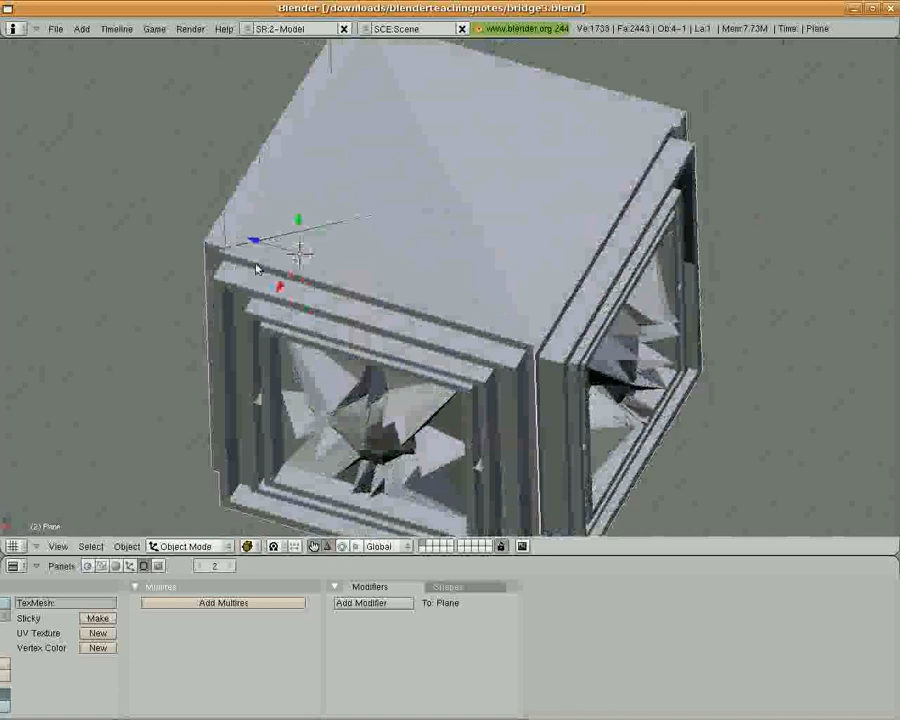 Blender [/downloads/blenderteachingnotes/bridge3.blend]
File Add Timeline Game Render Help SR:2-Model SCE:Scene www.blender.org 244 Ve:1733 | Fa:2443 | Ob:4-1 | La:1 | Mem:7.73M | Time: | Plane
(2) Plane
View Select Object Object Mode Global
Panels 2
Multires Modifiers Shapes
TexMesh: Add Multires Add Modifier To: Plane
Sticky Make
UV Texture New
Vertex Color New